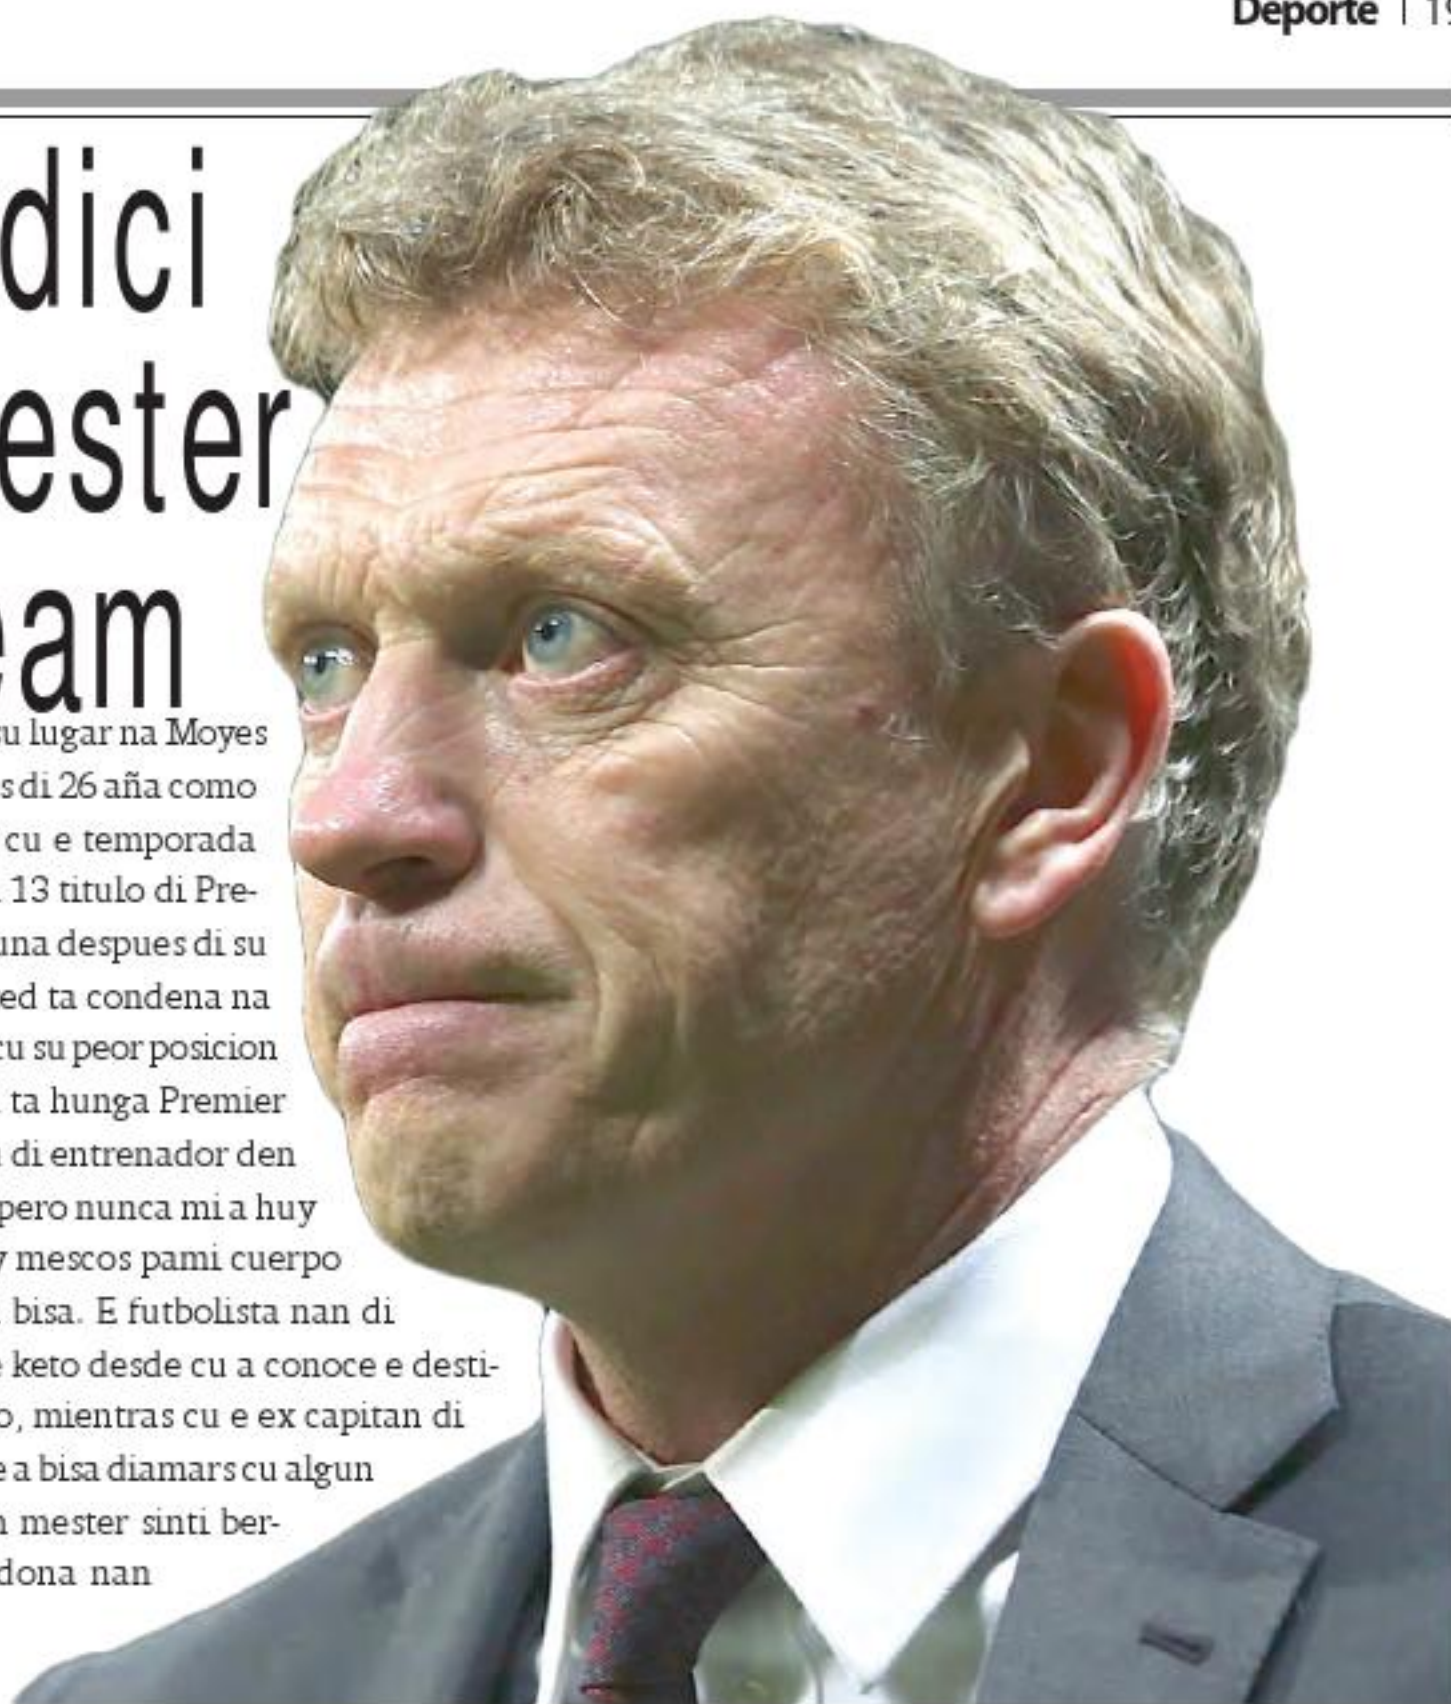 Deporte | 19
dici
ester
eam
su lugar na Moyes
s di 26 aña como
cu e temporada
13 titulo di Pre-
una despues di su
ed ta condena na
cu su peor posicion
ta hunga Premier
di entrenador den
pero nunca mi a huy
y mescos pami cuerpo
bisa. E futbolista nan di
e keto desde cu a conoce e desti-
o, mientras cu e ex capitan di
e a bisa diamars cu algun
n mester sinti ber-
dona nan